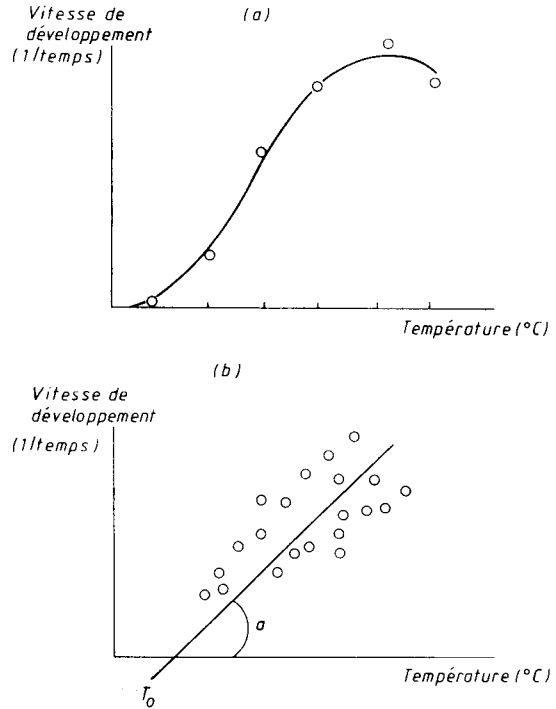 Vitesse de
développement
(1/temps)
(a)
Température (°C)
(b)
Vitesse de
développement
(1/temps)
a
Température (°C)
T₀